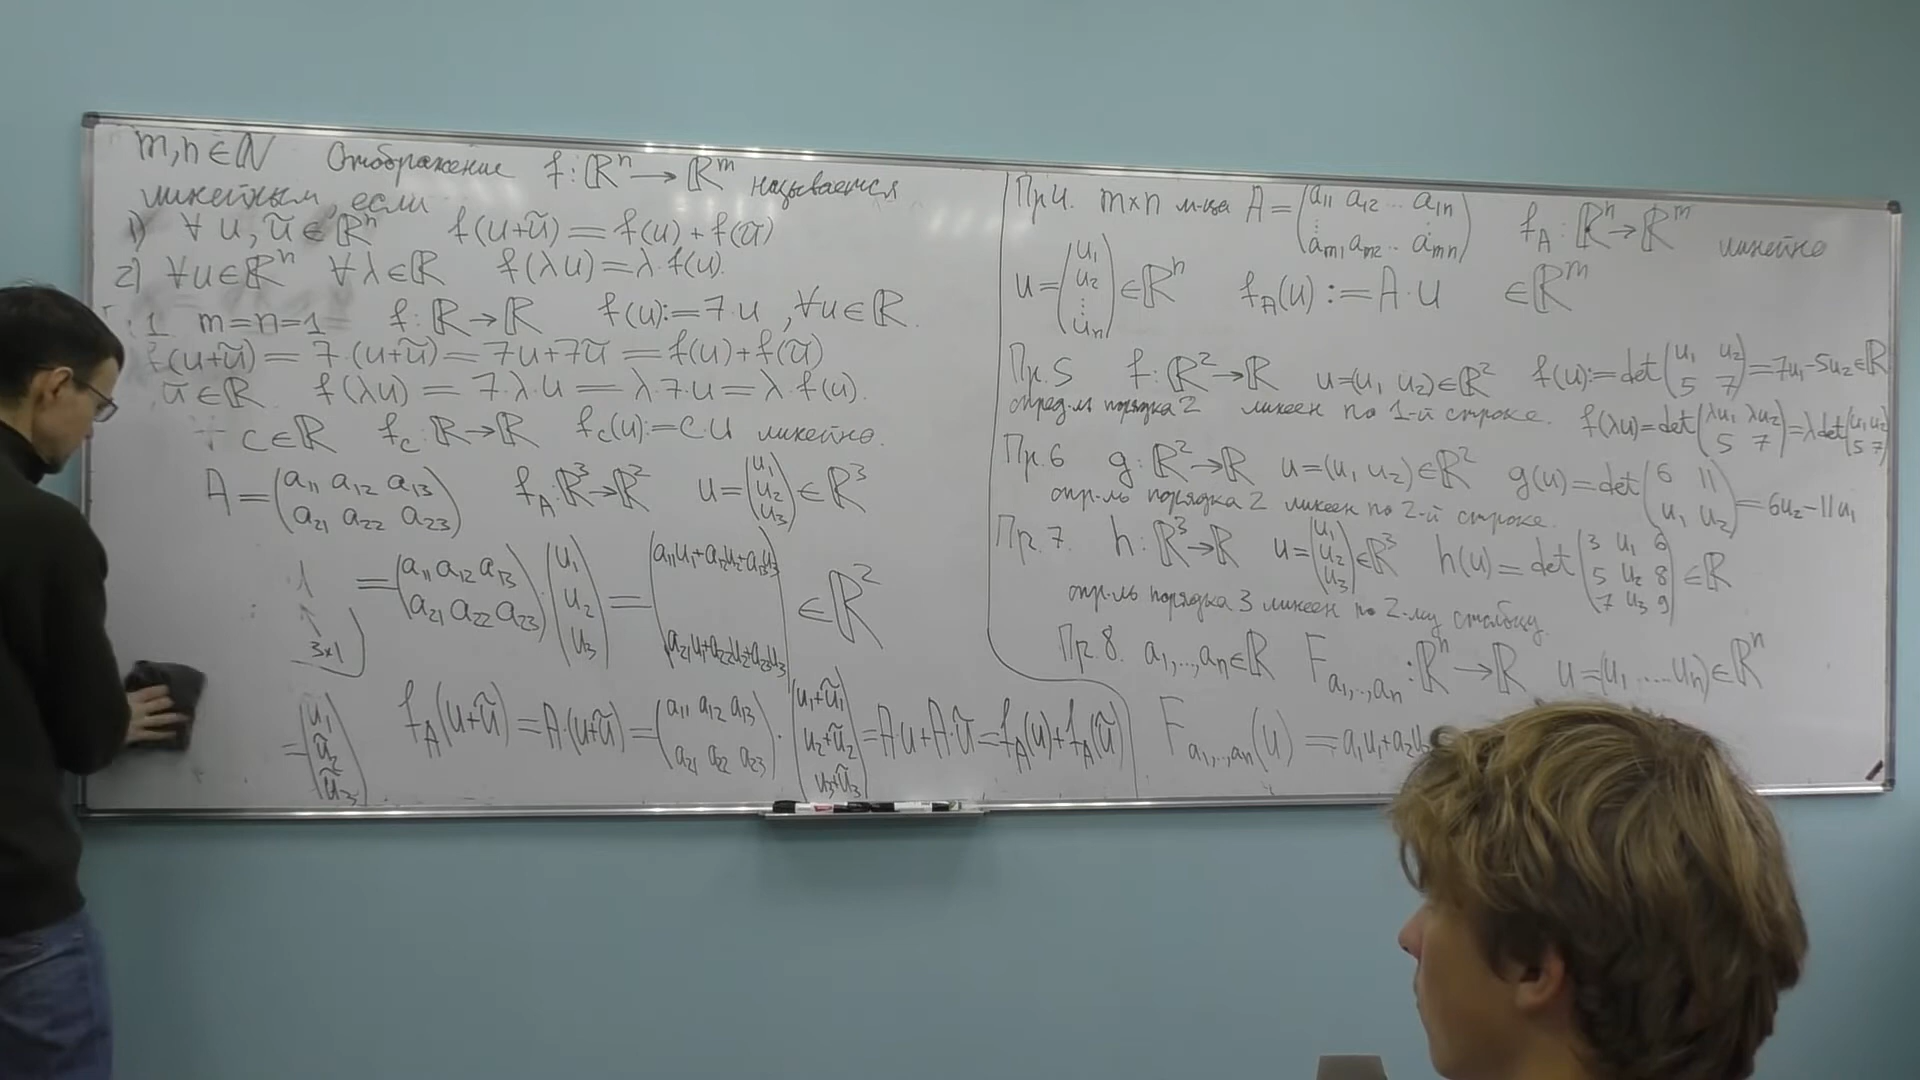 m,n∈ℕ Отображение f:ℝⁿ→ℝᵐ называется
линейным, если
1) ∀ u,ũ∈ℝⁿ f(u+ũ)=f(u)+f(ũ)
2) ∀u∈ℝⁿ ∀λ∈ℝ f(λu)=λ·f(u).
1 m=n=1 f:ℝ→ℝ f(u):=7·u ,∀u∈ℝ.
f(u+ũ)=7·(u+ũ)=7u+7ũ=f(u)+f(ũ)
ũ∈ℝ f(λu)=7·λ·u=λ·7·u=λ·f(u).
c∈ℝ f_c:ℝ→ℝ f_c(u):=c·u линейно.
A=(a₁₁ a₁₂ a₁₃
a₂₁ a₂₂ a₂₃) f_A:ℝ³→ℝ² u=(u₁
u₂
u₃)∈ℝ³
=(a₁₁ a₁₂ a₁₃
a₂₁ a₂₂ a₂₃)·(u₁
u₂
u₃)=(a₁₁u₁+a₁₂u₂+a₁₃u₃
a₂₁u₁+a₂₂u₂+a₂₃u₃)∈ℝ²
3×1
=(ũ₁
ũ₂
ũ₃) f_A(u+ũ)=A·(u+ũ)=(a₁₁ a₁₂ a₁₃
a₂₁ a₂₂ a₂₃)·(u₁+ũ₁
u₂+ũ₂
u₃+ũ₃)=A·u+A·ũ=f_A(u)+f_A(ũ)
Пр.4. m×n м-ца A=(a₁₁ a₁₂ ... a₁ₙ
⋮
aₘ₁ aₘ₂ .. aₘₙ) f_A:ℝⁿ→ℝᵐ линейно
u=(u₁
u₂
⋮
uₙ)∈ℝⁿ f_A(u):=A·u ∈ℝᵐ
Пр.5 f:ℝ²→ℝ u=(u₁ u₂)∈ℝ² f(u):=det(u₁ u₂
5 7)=7u₁-5u₂∈ℝ
опред-ль порядка 2 линеен по 1-й строке. f(λu)=det(λu₁ λu₂
5 7)=λdet(u₁ u₂
5 7)
Пр.6 g:ℝ²→ℝ u=(u₁ u₂)∈ℝ² g(u)=det(6 11
u₁ u₂)=6u₂-11u₁
опр-ль порядка 2 линеен по 2-й строке.
Пр.7. h:ℝ³→ℝ u=(u₁
u₂
u₃)∈ℝ³ h(u)=det(3 u₁ 6
5 u₂ 8
7 u₃ 9)∈ℝ
опр-ль порядка 3 линеен по 2-му столбцу.
Пр.8. a₁,...,aₙ∈ℝ F_a₁,..,aₙ:ℝⁿ→ℝ u=(u₁ .... uₙ)∈ℝⁿ
F_a₁,..,aₙ(u)=a₁u₁+a₂u₂